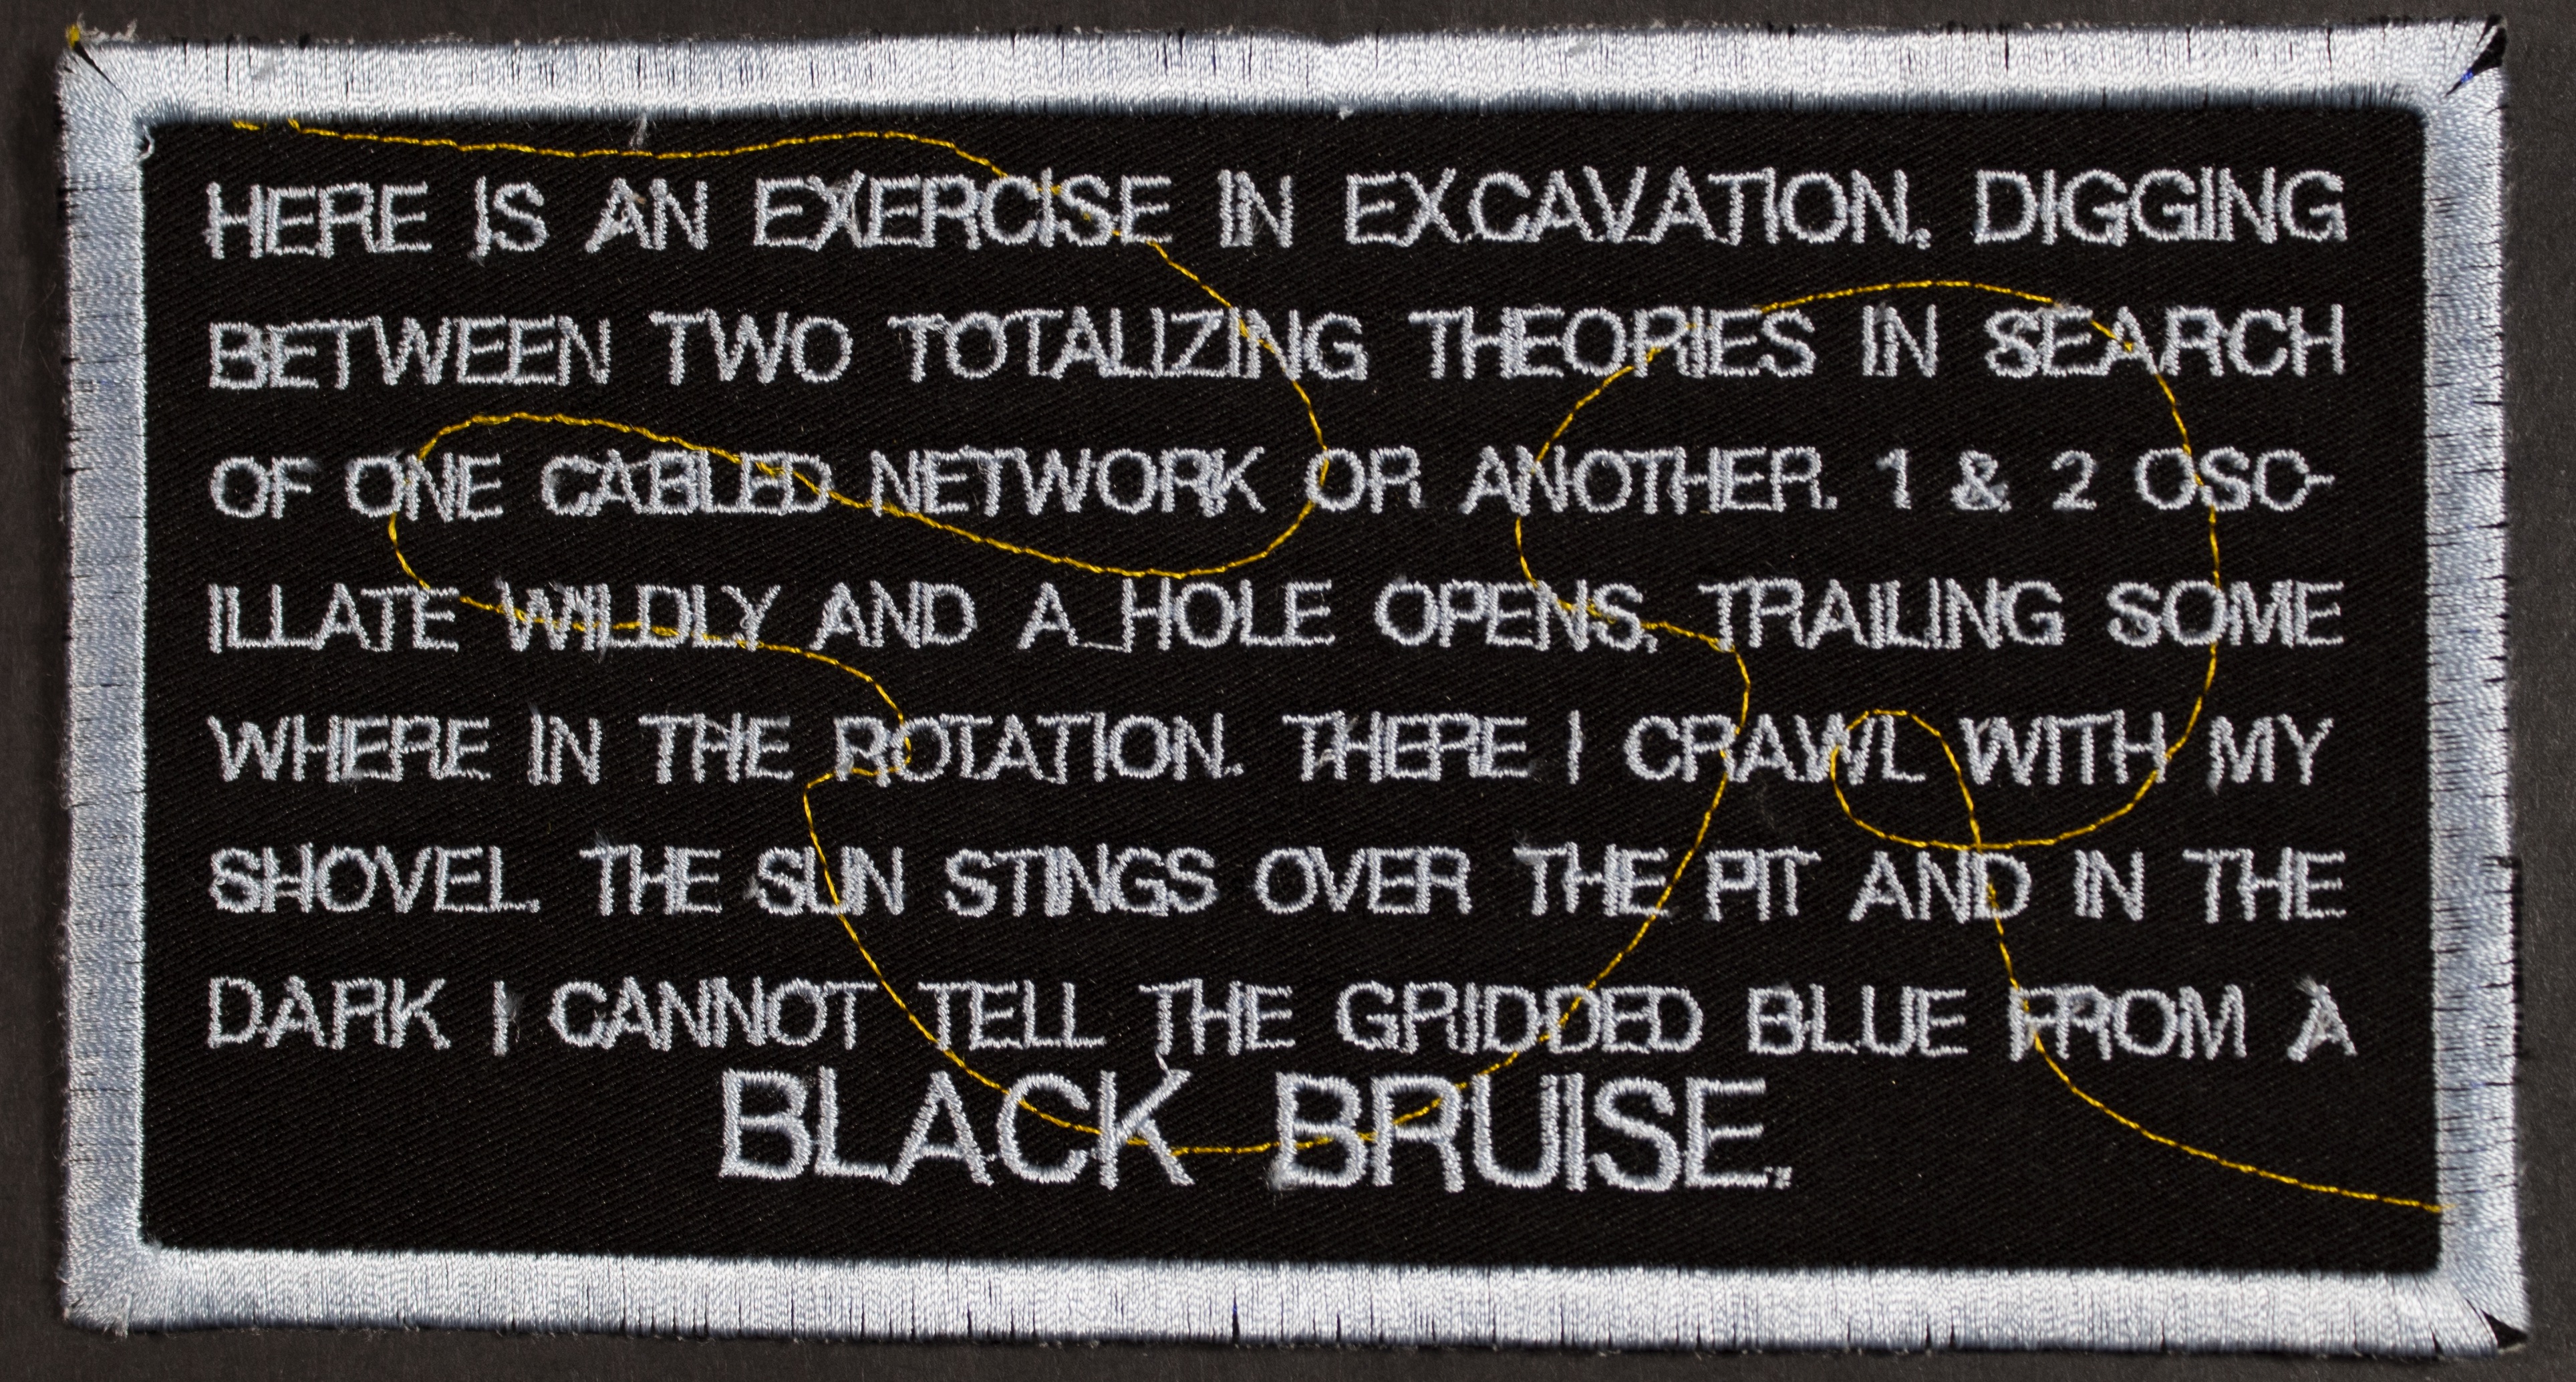 HERE IS AN EXERCISE IN EXCAVATION. DIGGING
BETWEEN TWO TOTALIZING THEORIES IN SEARCH
OF ONE CABLED NETWORK OR ANOTHER. 1 & 2 OSC-
ILLATE WILDLY AND A HOLE OPENS, TRAILING SOME
WHERE IN THE ROTATION. THERE I CRAWL WITH MY
SHOVEL. THE SUN STINGS OVER THE PIT AND IN THE
DARK I CANNOT TELL THE GRIDDED BLUE FROM A
BLACK BRUISE.